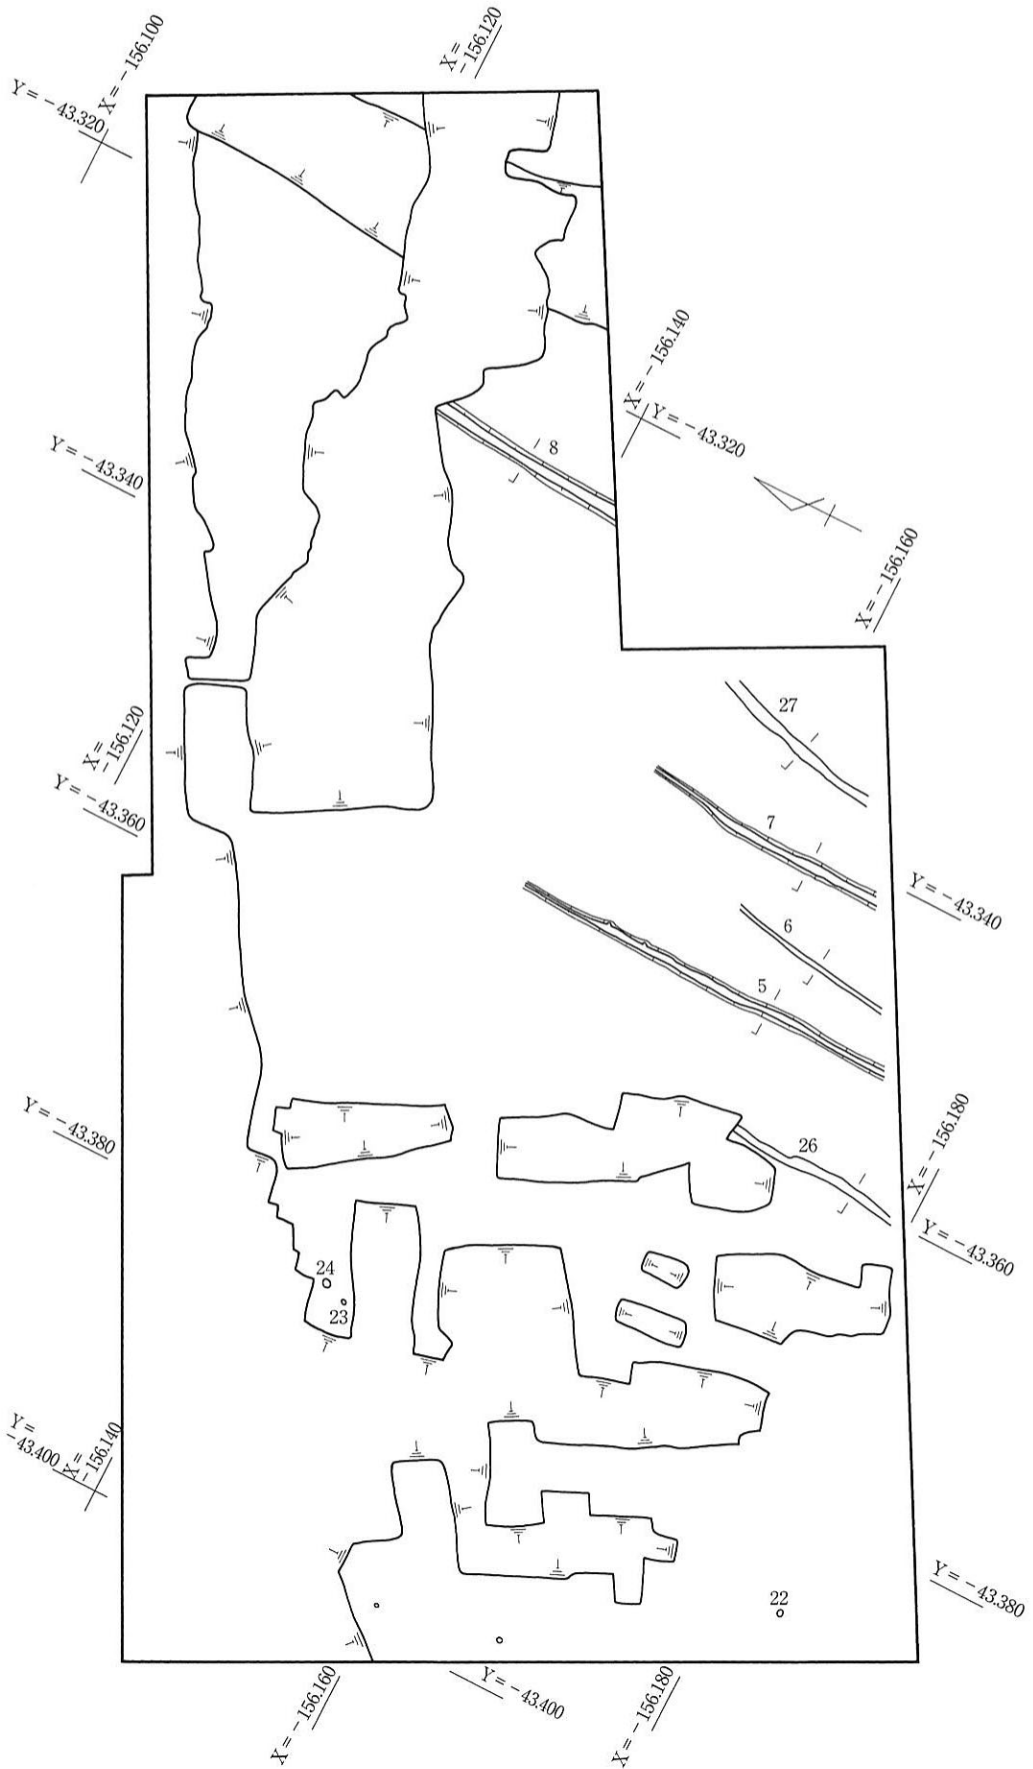 X =
－156.120
X = －156.100
Y = －43.320
X = －156.140
Y = －43.320
8
Y = －43.340
X = －156.160
27
X =
－156.120
Y = －43.360
7
Y = －43.340
6
5
Y = －43.380
X = －156.180
26
Y = －43.360
24
23
Y =
－43.400
X =
－156.140
Y = －43.380
22
X = －156.160
Y = －43.400
X = －156.180